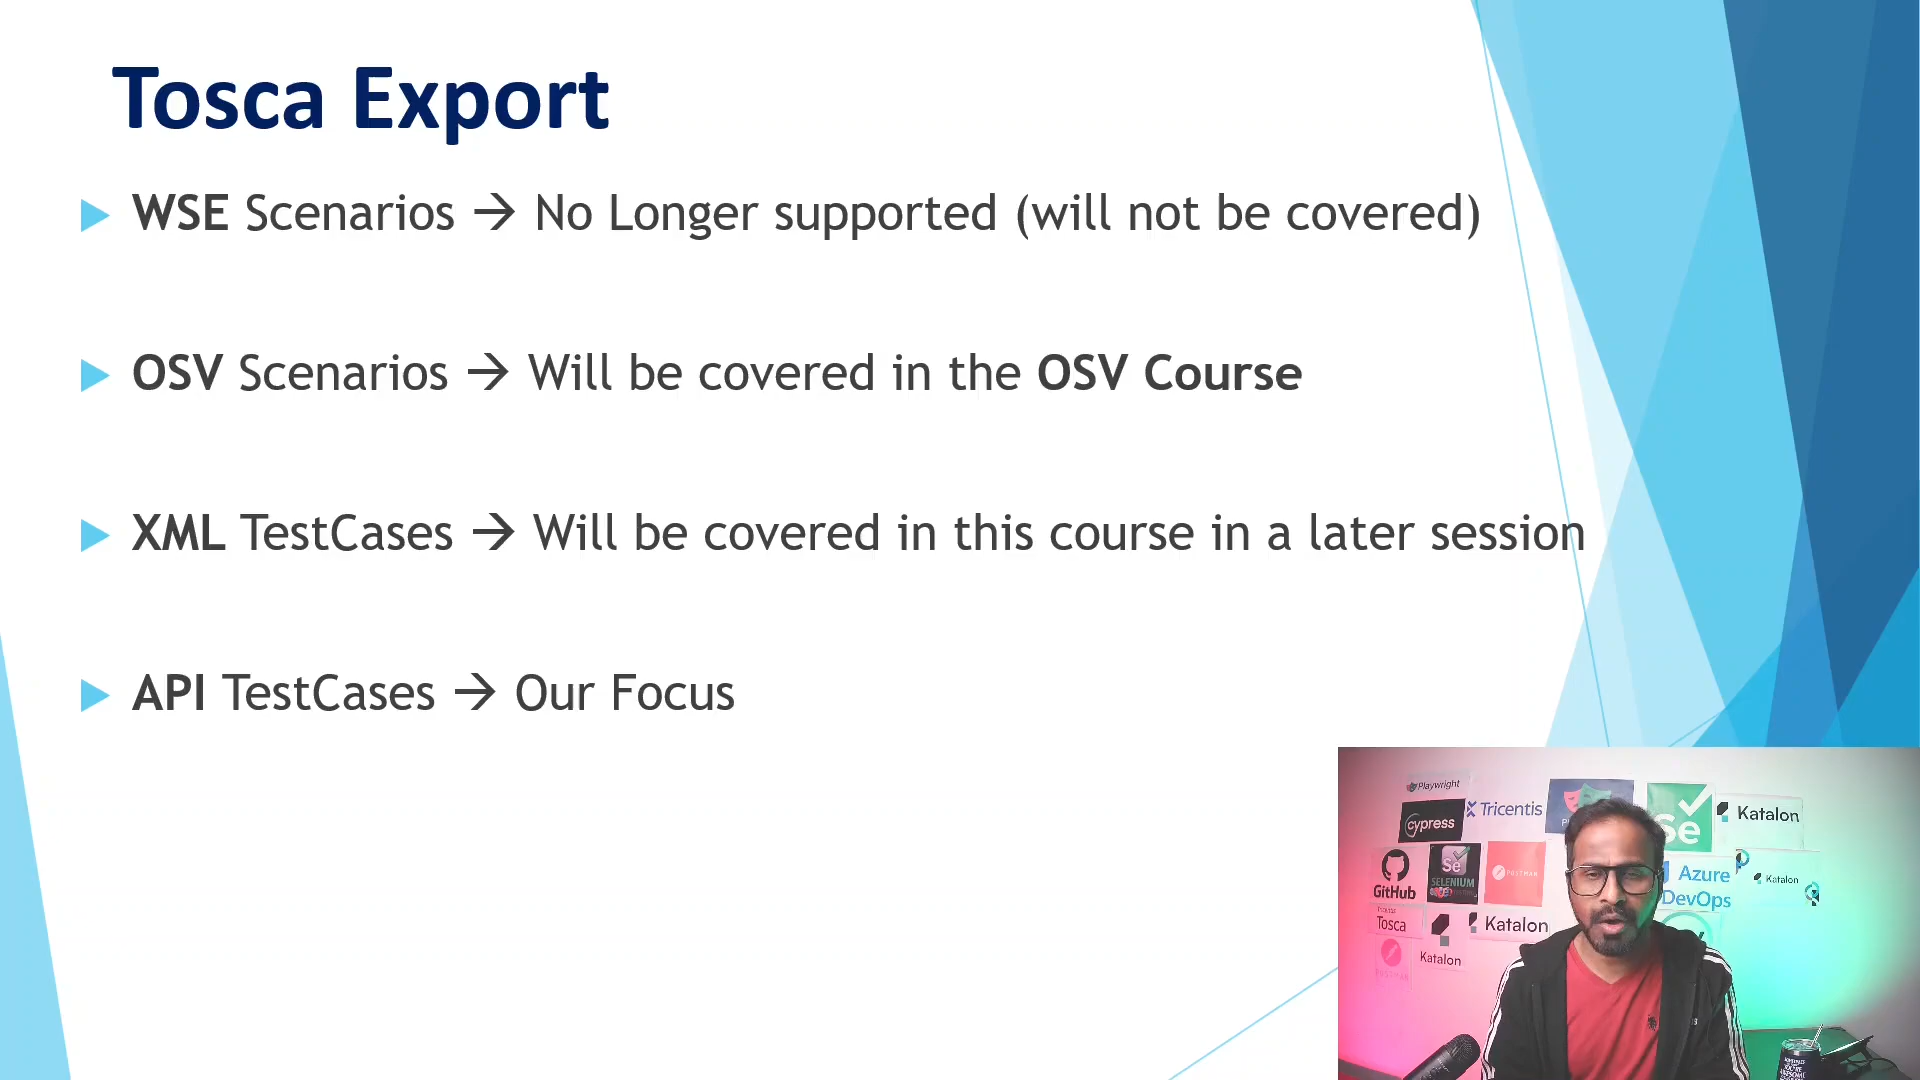 Tosca Export
WSE Scenarios → No Longer supported (will not be covered)
OSV Scenarios → Will be covered in the OSV Course
XML TestCases → Will be covered in this course in a later session
API TestCases → Our Focus
Playwright
Tricentis
cypress
Se
Katalon
GitHub
Se
SELENIUM
POSTMAN
Azure
DevOps
Katalon
Tosca
Katalon
Katalon
POSTMAN